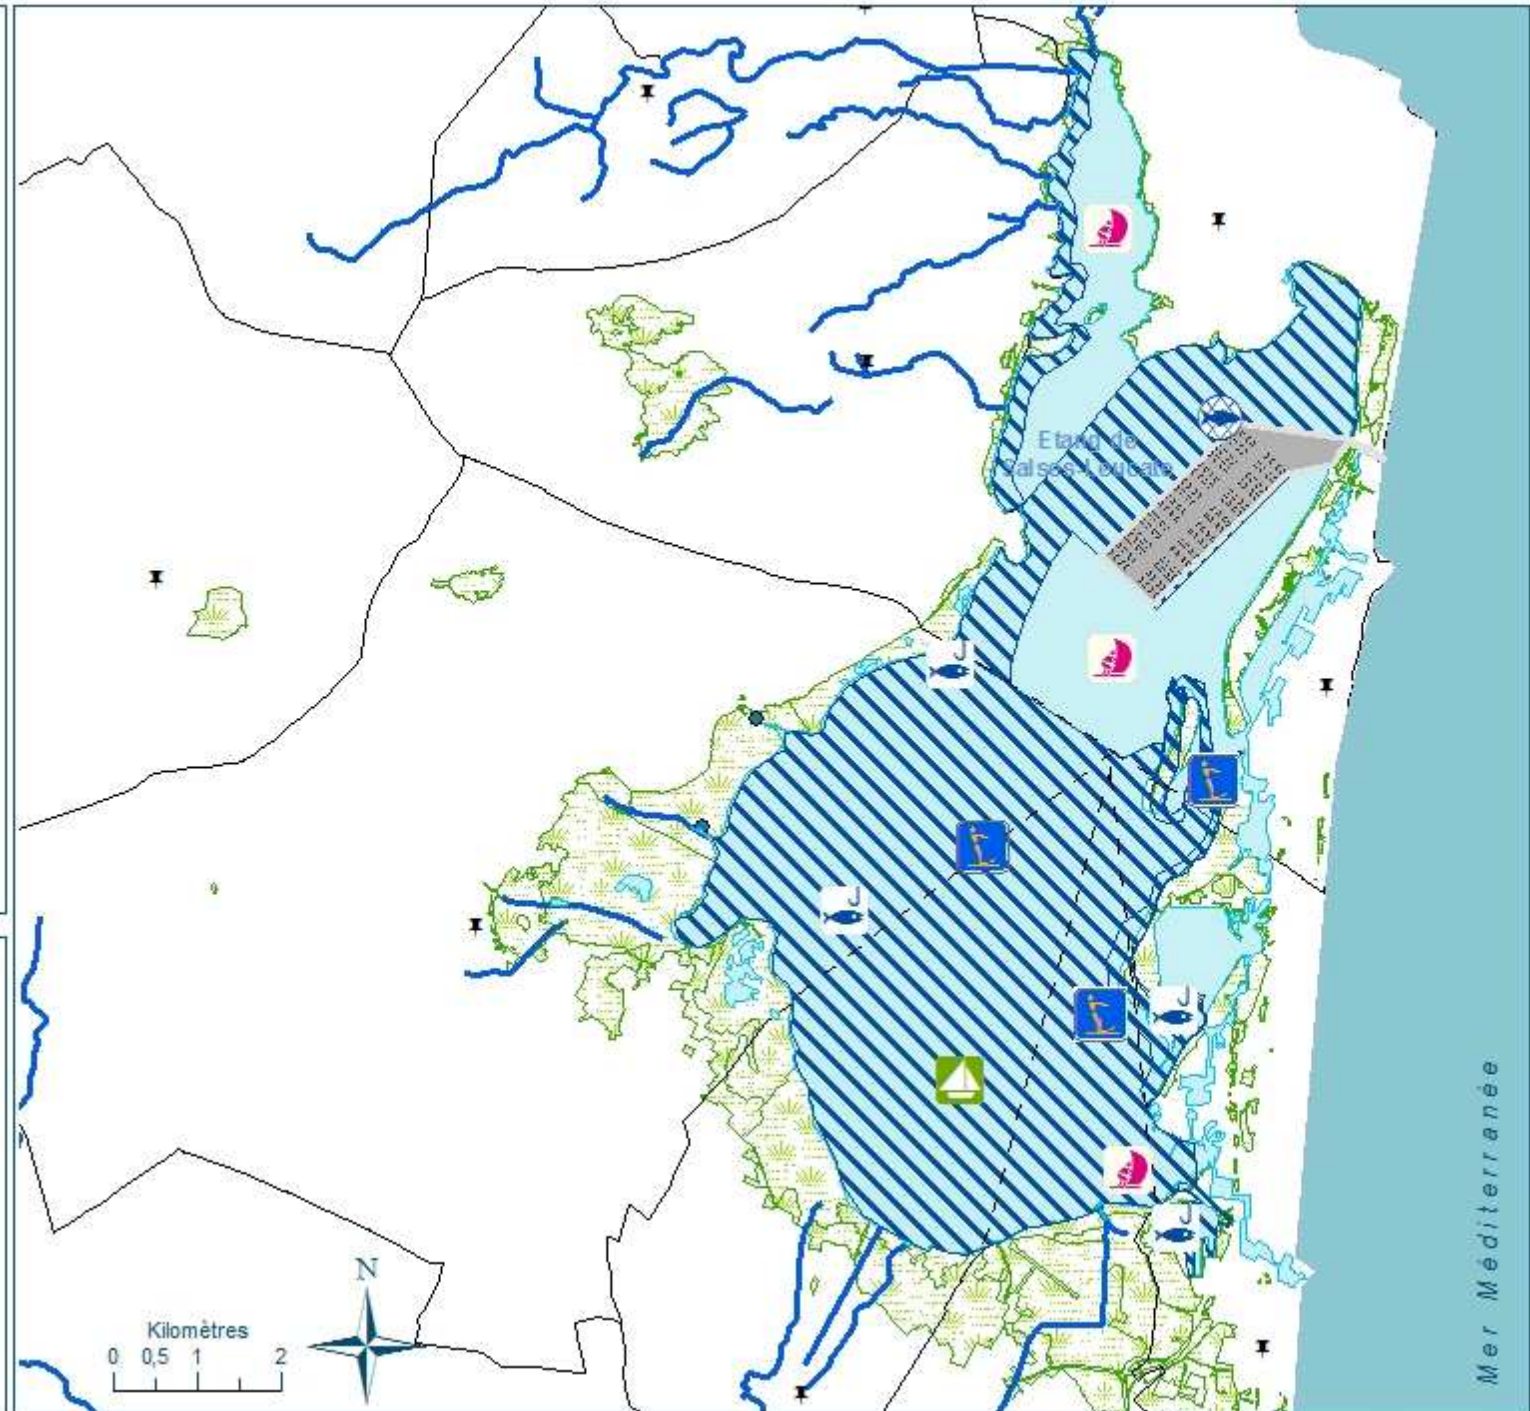 Etang de
Salses-Leucate
N
Kilomètres
0 0,5 1 2
Mer Méditerranée